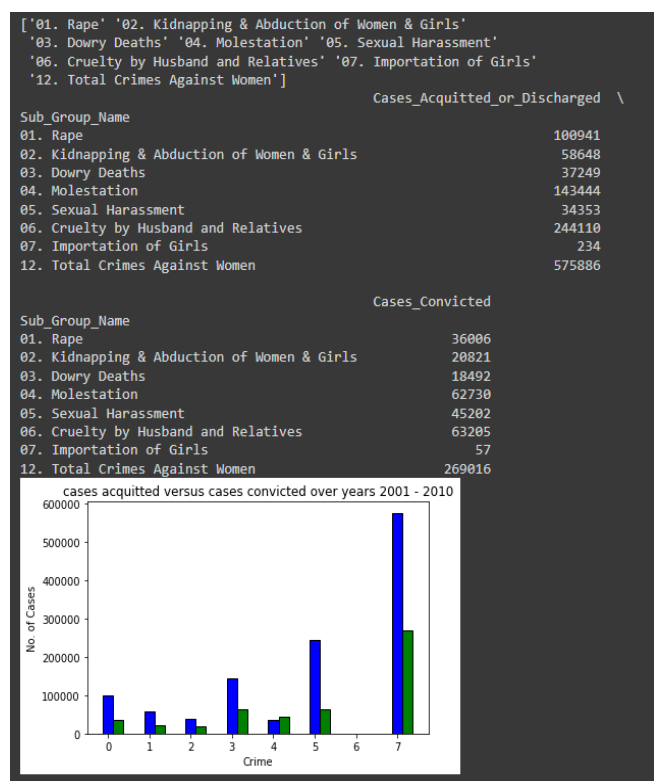 ['01. Rape' '02. Kidnapping & Abduction of Women & Girls'
'03. Dowry Deaths' '04. Molestation' '05. Sexual Harassment'
'06. Cruelty by Husband and Relatives' '07. Importation of Girls'
'12. Total Crimes Against Women']
Cases_Acquitted_or_Discharged \
Sub_Group_Name
01. Rape 100941
02. Kidnapping & Abduction of Women & Girls 58648
03. Dowry Deaths 37249
04. Molestation 143444
05. Sexual Harassment 34353
06. Cruelty by Husband and Relatives 244110
07. Importation of Girls 234
12. Total Crimes Against Women 575886
Cases_Convicted
Sub_Group_Name
01. Rape 36006
02. Kidnapping & Abduction of Women & Girls 20821
03. Dowry Deaths 18492
04. Molestation 62730
05. Sexual Harassment 45202
06. Cruelty by Husband and Relatives 63205
07. Importation of Girls 57
12. Total Crimes Against Women 269016
cases acquitted versus cases convicted over years 2001 - 2010
600000
500000
400000
300000
200000
100000
0
No. of Cases
0 1 2 3 4 5 6 7
Crime